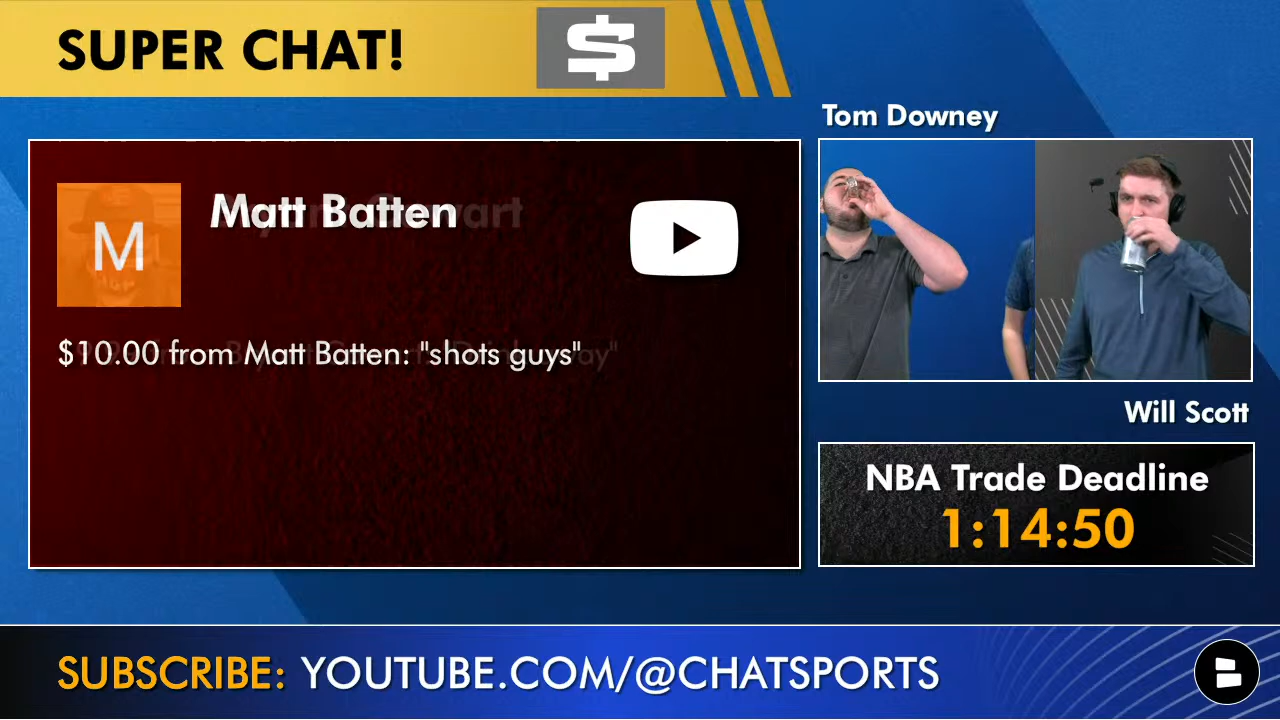 SUPER CHAT!
$
Tom Downey
M
Matt Batten
$10.00 from Matt Batten: "shots guys"
Will Scott
NBA Trade Deadline
1:14:50
SUBSCRIBE: YOUTUBE.COM/@CHATSPORTS